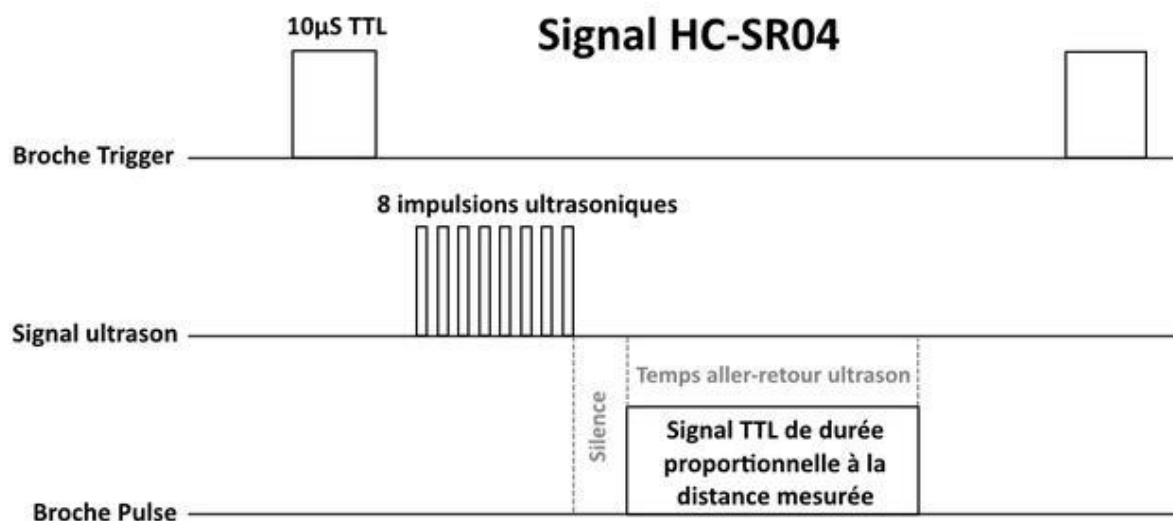 10µS TTL
Signal HC-SR04
Broche Trigger
8 impulsions ultrasoniques
Signal ultrason
Silence
Temps aller-retour ultrason
Signal TTL de durée
proportionnelle à la
distance mesurée
Broche Pulse